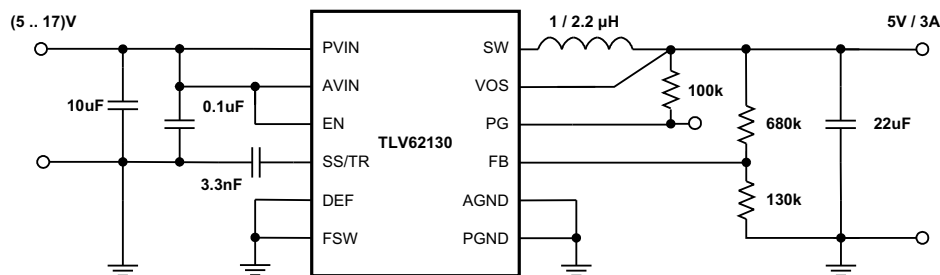 (5 .. 17)V
1 / 2.2 µH
5V / 3A
PVIN
SW
AVIN
VOS
10uF
0.1uF
100k
EN
PG
680k
22uF
TLV62130
SS/TR
FB
3.3nF
DEF
AGND
130k
FSW
PGND